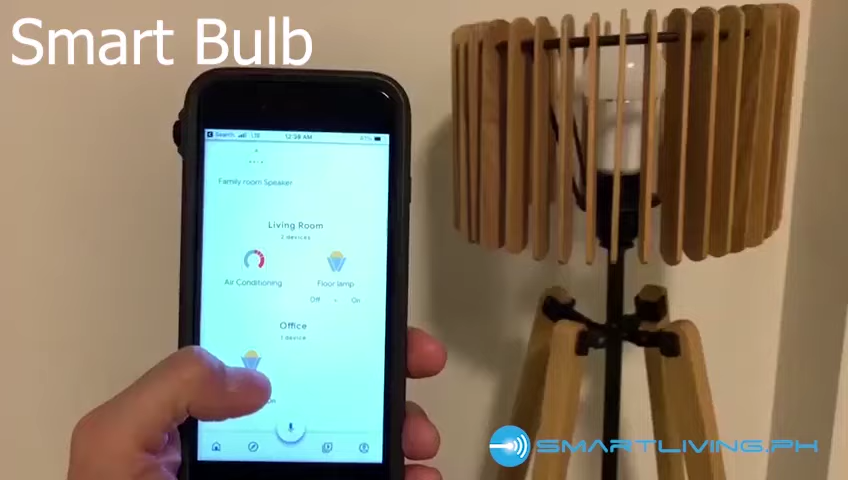 Smart Bulb
Search LTE 12:28 AM
Family room Speaker
Living Room
2 devices
Air Conditioning
Floor lamp
Off On
Office
1 device
SMARTLIVING.PH